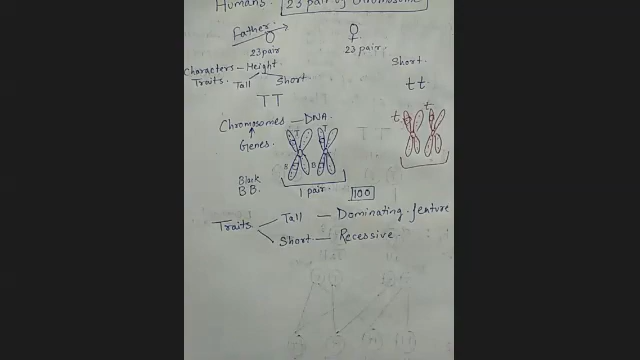 Humans. 23 pair of Chromosome
Father.
23 pair
23 pair.
Characters - Height
Traits.
Tall Short
Short.
TT
tt
Chromosomes — DNA
T T
t t
Genes
B B
Black
BB.
1 pair
100
Traits
Tall — Dominating feature
Short — Recessive